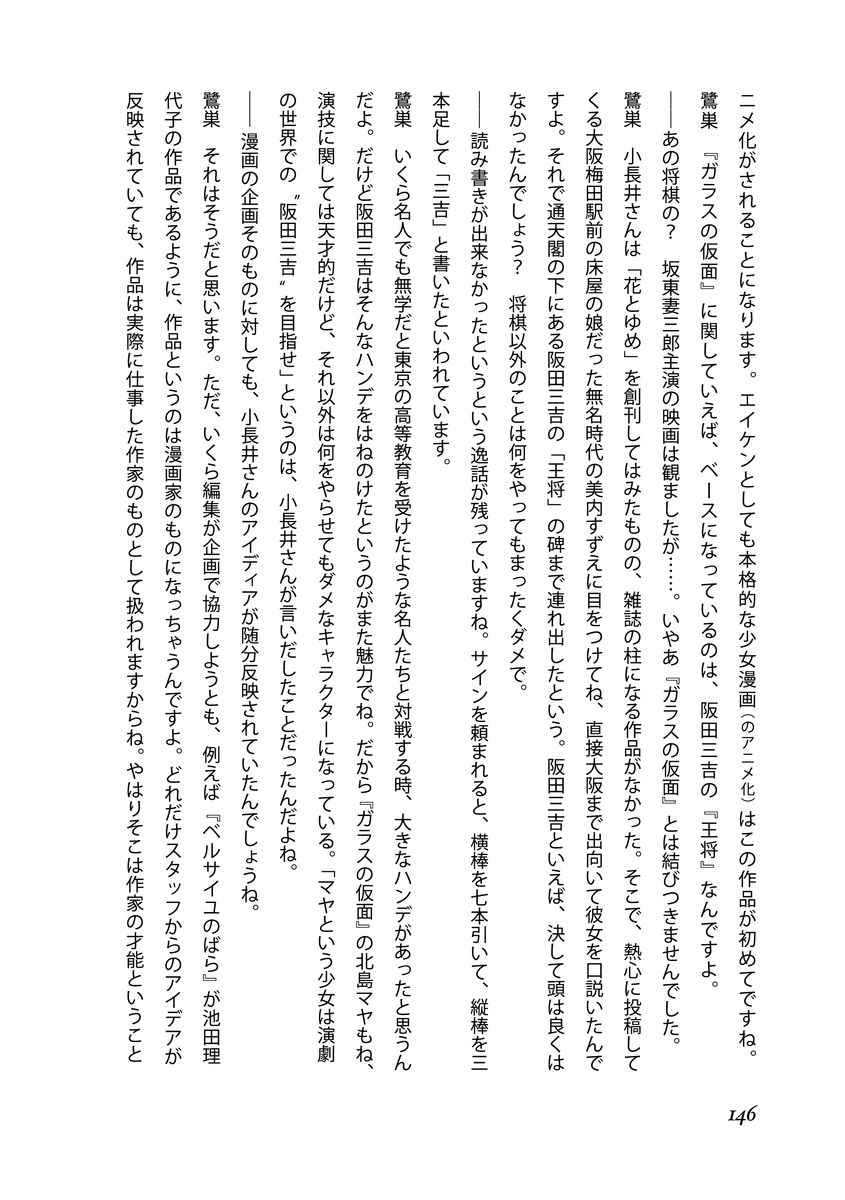 ニメ化がされることになります。エイケンとしても本格的な少女漫画（のアニメ化）はこの作品が初めてですね。
鷺巣　『ガラスの仮面』に関していえば、ベースになっているのは、阪田三吉の『王将』なんですよ。
――あの将棋の？　坂東妻三郎主演の映画は観ましたが……。いやあ『ガラスの仮面』とは結びつきませんでした。
鷺巣　小長井さんは「花とゆめ」を創刊してはみたものの、雑誌の柱になる作品がなかった。そこで、熱心に投稿して
くる大阪梅田駅前の床屋の娘だった無名時代の美内すずえに目をつけてね、直接大阪まで出向いて彼女を口説いたんで
すよ。それで通天閣の下にある阪田三吉の「王将」の碑まで連れ出したという。阪田三吉といえば、決して頭は良くは
なかったんでしょう？　将棋以外のことは何をやってもまったくダメで。
――読み書きが出来なかったというという逸話が残っていますね。サインを頼まれると、横棒を七本引いて、縦棒を三
本足して「三吉」と書いたといわれています。
鷺巣　いくら名人でも無学だと東京の高等教育を受けたような名人たちと対戦する時、大きなハンデがあったと思うん
だよ。だけど阪田三吉はそんなハンデをはねのけたというのがまた魅力でね。だから『ガラスの仮面』の北島マヤもね、
演技に関しては天才的だけど、それ以外は何をやらせてもダメなキャラクターになっている。「マヤという少女は演劇
の世界での〝阪田三吉〟を目指せ」というのは、小長井さんが言いだしたことだったんだよね。
――漫画の企画そのものに対しても、小長井さんのアイディアが随分反映されていたんでしょうね。
鷺巣　それはそうだと思います。ただ、いくら編集が企画で協力しようとも、例えば『ベルサイユのばら』が池田理
代子の作品であるように、作品というのは漫画家のものになっちゃうんですよ。どれだけスタッフからのアイデアが
反映されていても、作品は実際に仕事した作家のものとして扱われますからね。やはりそこは作家の才能ということ
146